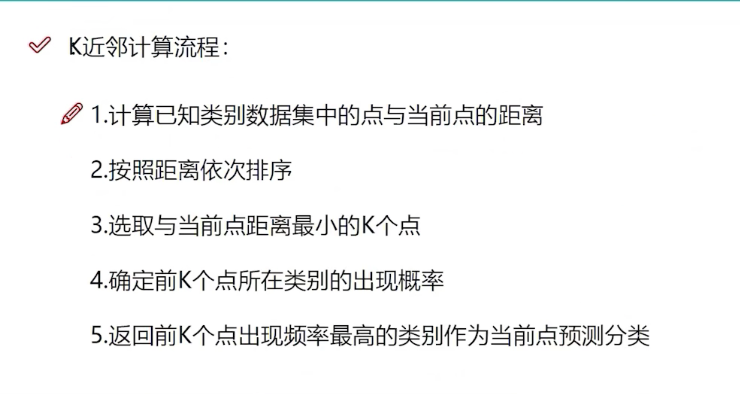 K近邻计算流程：
1.计算已知类别数据集中的点与当前点的距离
2.按照距离依次排序
3.选取与当前点距离最小的K个点
4.确定前K个点所在类别的出现概率
5.返回前K个点出现频率最高的类别作为当前点预测分类